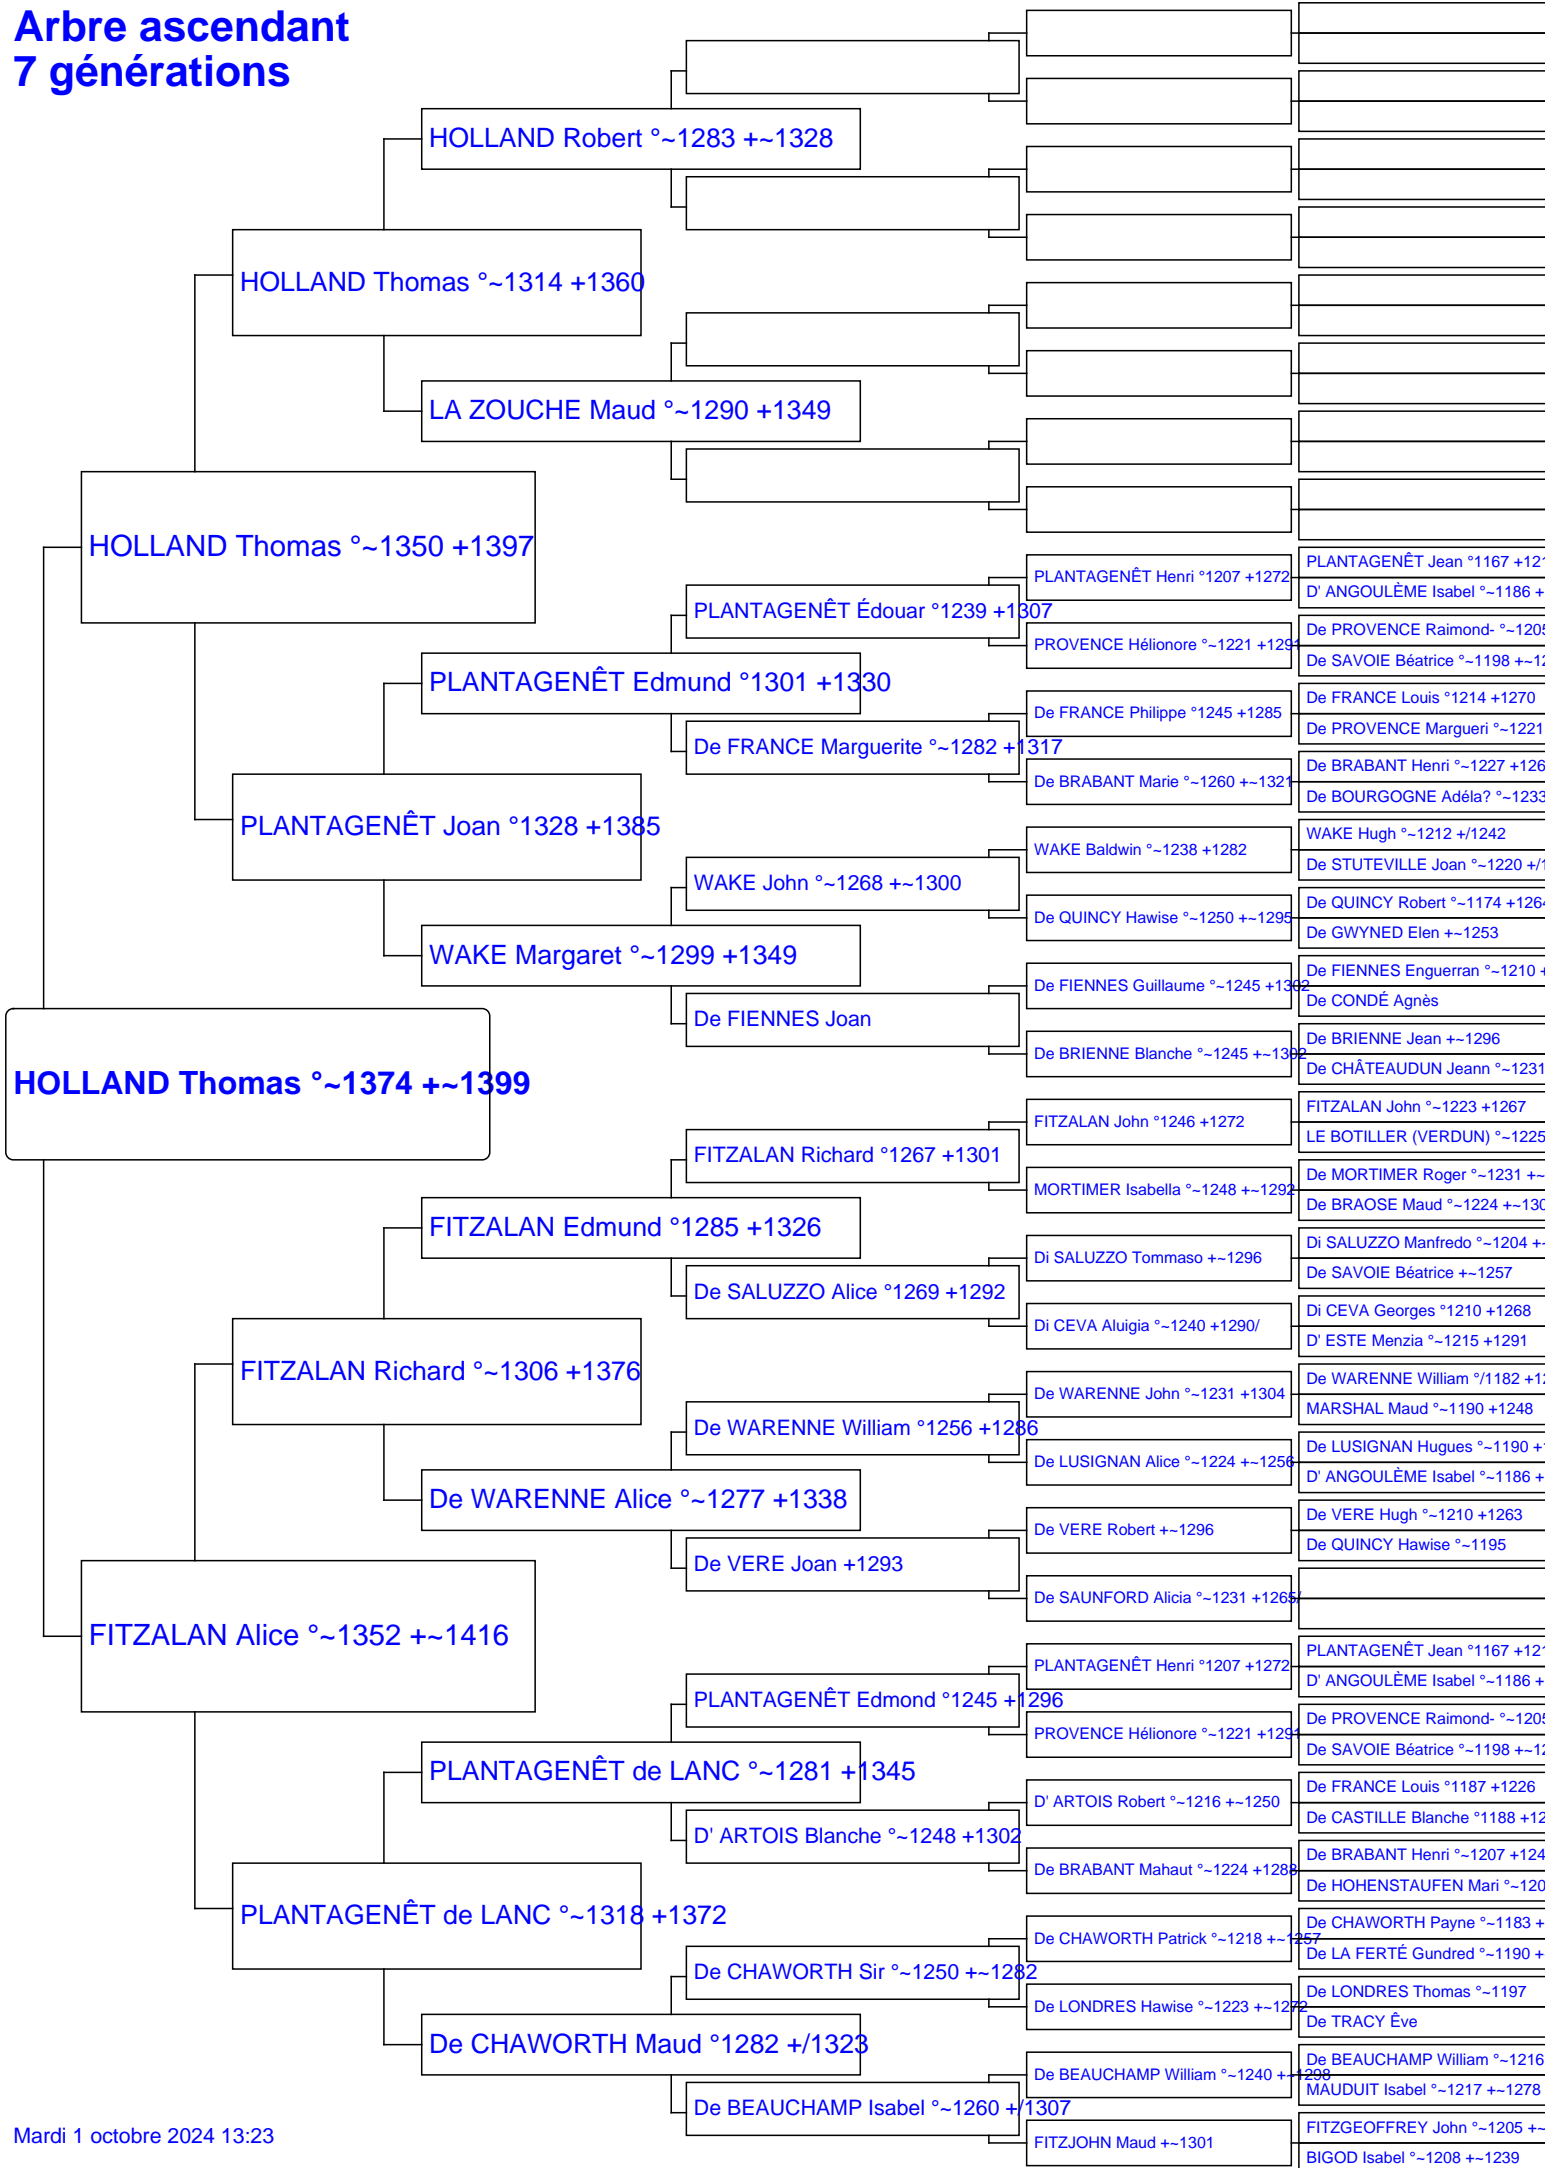 Arbre ascendant
7 générations
HOLLAND Robert °~1283 +~1328
HOLLAND Thomas °~1314 +1360
LA ZOUCHE Maud °~1290 +1349
HOLLAND Thomas °~1350 +1397
PLANTAGENÊT Jean °1167 +121
PLANTAGENÊT Henri °1207 +1272
D' ANGOULÈME Isabel °~1186 +
PLANTAGENÊT Édouar °1239 +1307
De PROVENCE Raimond- °~1205
PROVENCE Hélionore °~1221 +1291
De SAVOIE Béatrice °~1198 +~12
PLANTAGENÊT Edmund °1301 +1330
De FRANCE Louis °1214 +1270
De FRANCE Philippe °1245 +1285
De PROVENCE Margueri °~1221
De FRANCE Marguerite °~1282 +1317
De BRABANT Henri °~1227 +126
De BRABANT Marie °~1260 +~1321
De BOURGOGNE Adéla? °~1233
PLANTAGENÊT Joan °1328 +1385
WAKE Hugh °~1212 +/1242
WAKE Baldwin °~1238 +1282
De STUTEVILLE Joan °~1220 +/1
WAKE John °~1268 +~1300
De QUINCY Robert °~1174 +1264
De QUINCY Hawise °~1250 +~1295
De GWYNED Elen +~1253
WAKE Margaret °~1299 +1349
De FIENNES Enguerran °~1210 +
De FIENNES Guillaume °~1245 +1302
De CONDÉ Agnès
De FIENNES Joan
De BRIENNE Jean +~1296
De BRIENNE Blanche °~1245 +~1302
De CHÂTEAUDUN Jeann °~1231
HOLLAND Thomas °~1374 +~1399
FITZALAN John °~1223 +1267
FITZALAN John °1246 +1272
LE BOTILLER (VERDUN) °~1225
FITZALAN Richard °1267 +1301
De MORTIMER Roger °~1231 +~
MORTIMER Isabella °~1248 +~1292
De BRAOSE Maud °~1224 +~130
FITZALAN Edmund °1285 +1326
Di SALUZZO Manfredo °~1204 +~
Di SALUZZO Tommaso +~1296
De SAVOIE Béatrice +~1257
De SALUZZO Alice °1269 +1292
Di CEVA Georges °1210 +1268
Di CEVA Aluigia °~1240 +1290/
D' ESTE Menzia °~1215 +1291
FITZALAN Richard °~1306 +1376
De WARENNE William °/1182 +12
De WARENNE John °~1231 +1304
MARSHAL Maud °~1190 +1248
De WARENNE William °1256 +1286
De LUSIGNAN Hugues °~1190 +1
De LUSIGNAN Alice °~1224 +~1256
D' ANGOULÈME Isabel °~1186 +
De WARENNE Alice °~1277 +1338
De VERE Hugh °~1210 +1263
De VERE Robert +~1296
De QUINCY Hawise °~1195
De VERE Joan +1293
De SAUNFORD Alicia °~1231 +1265/
FITZALAN Alice °~1352 +~1416
PLANTAGENÊT Jean °1167 +121
PLANTAGENÊT Henri °1207 +1272
D' ANGOULÈME Isabel °~1186 +
PLANTAGENÊT Edmond °1245 +1296
De PROVENCE Raimond- °~1205
PROVENCE Hélionore °~1221 +1291
De SAVOIE Béatrice °~1198 +~12
PLANTAGENÊT de LANC °~1281 +1345
De FRANCE Louis °1187 +1226
D' ARTOIS Robert °~1216 +~1250
De CASTILLE Blanche °1188 +12
D' ARTOIS Blanche °~1248 +1302
De BRABANT Henri °~1207 +124
De BRABANT Mahaut °~1224 +1288
De HOHENSTAUFEN Mari °~120
PLANTAGENÊT de LANC °~1318 +1372
De CHAWORTH Payne °~1183 +
De CHAWORTH Patrick °~1218 +~1257
De LA FERTÉ Gundred °~1190 +
De CHAWORTH Sir °~1250 +~1282
De LONDRES Thomas °~1197
De LONDRES Hawise °~1223 +~1272
De TRACY Êve
De CHAWORTH Maud °1282 +/1323
De BEAUCHAMP William °~1216
De BEAUCHAMP William °~1240 +~1298
MAUDUIT Isabel °~1217 +~1278
De BEAUCHAMP Isabel °~1260 +/1307
FITZGEOFFREY John °~1205 +~
FITZJOHN Maud +~1301
BIGOD Isabel °~1208 +~1239
Mardi 1 octobre 2024 13:23